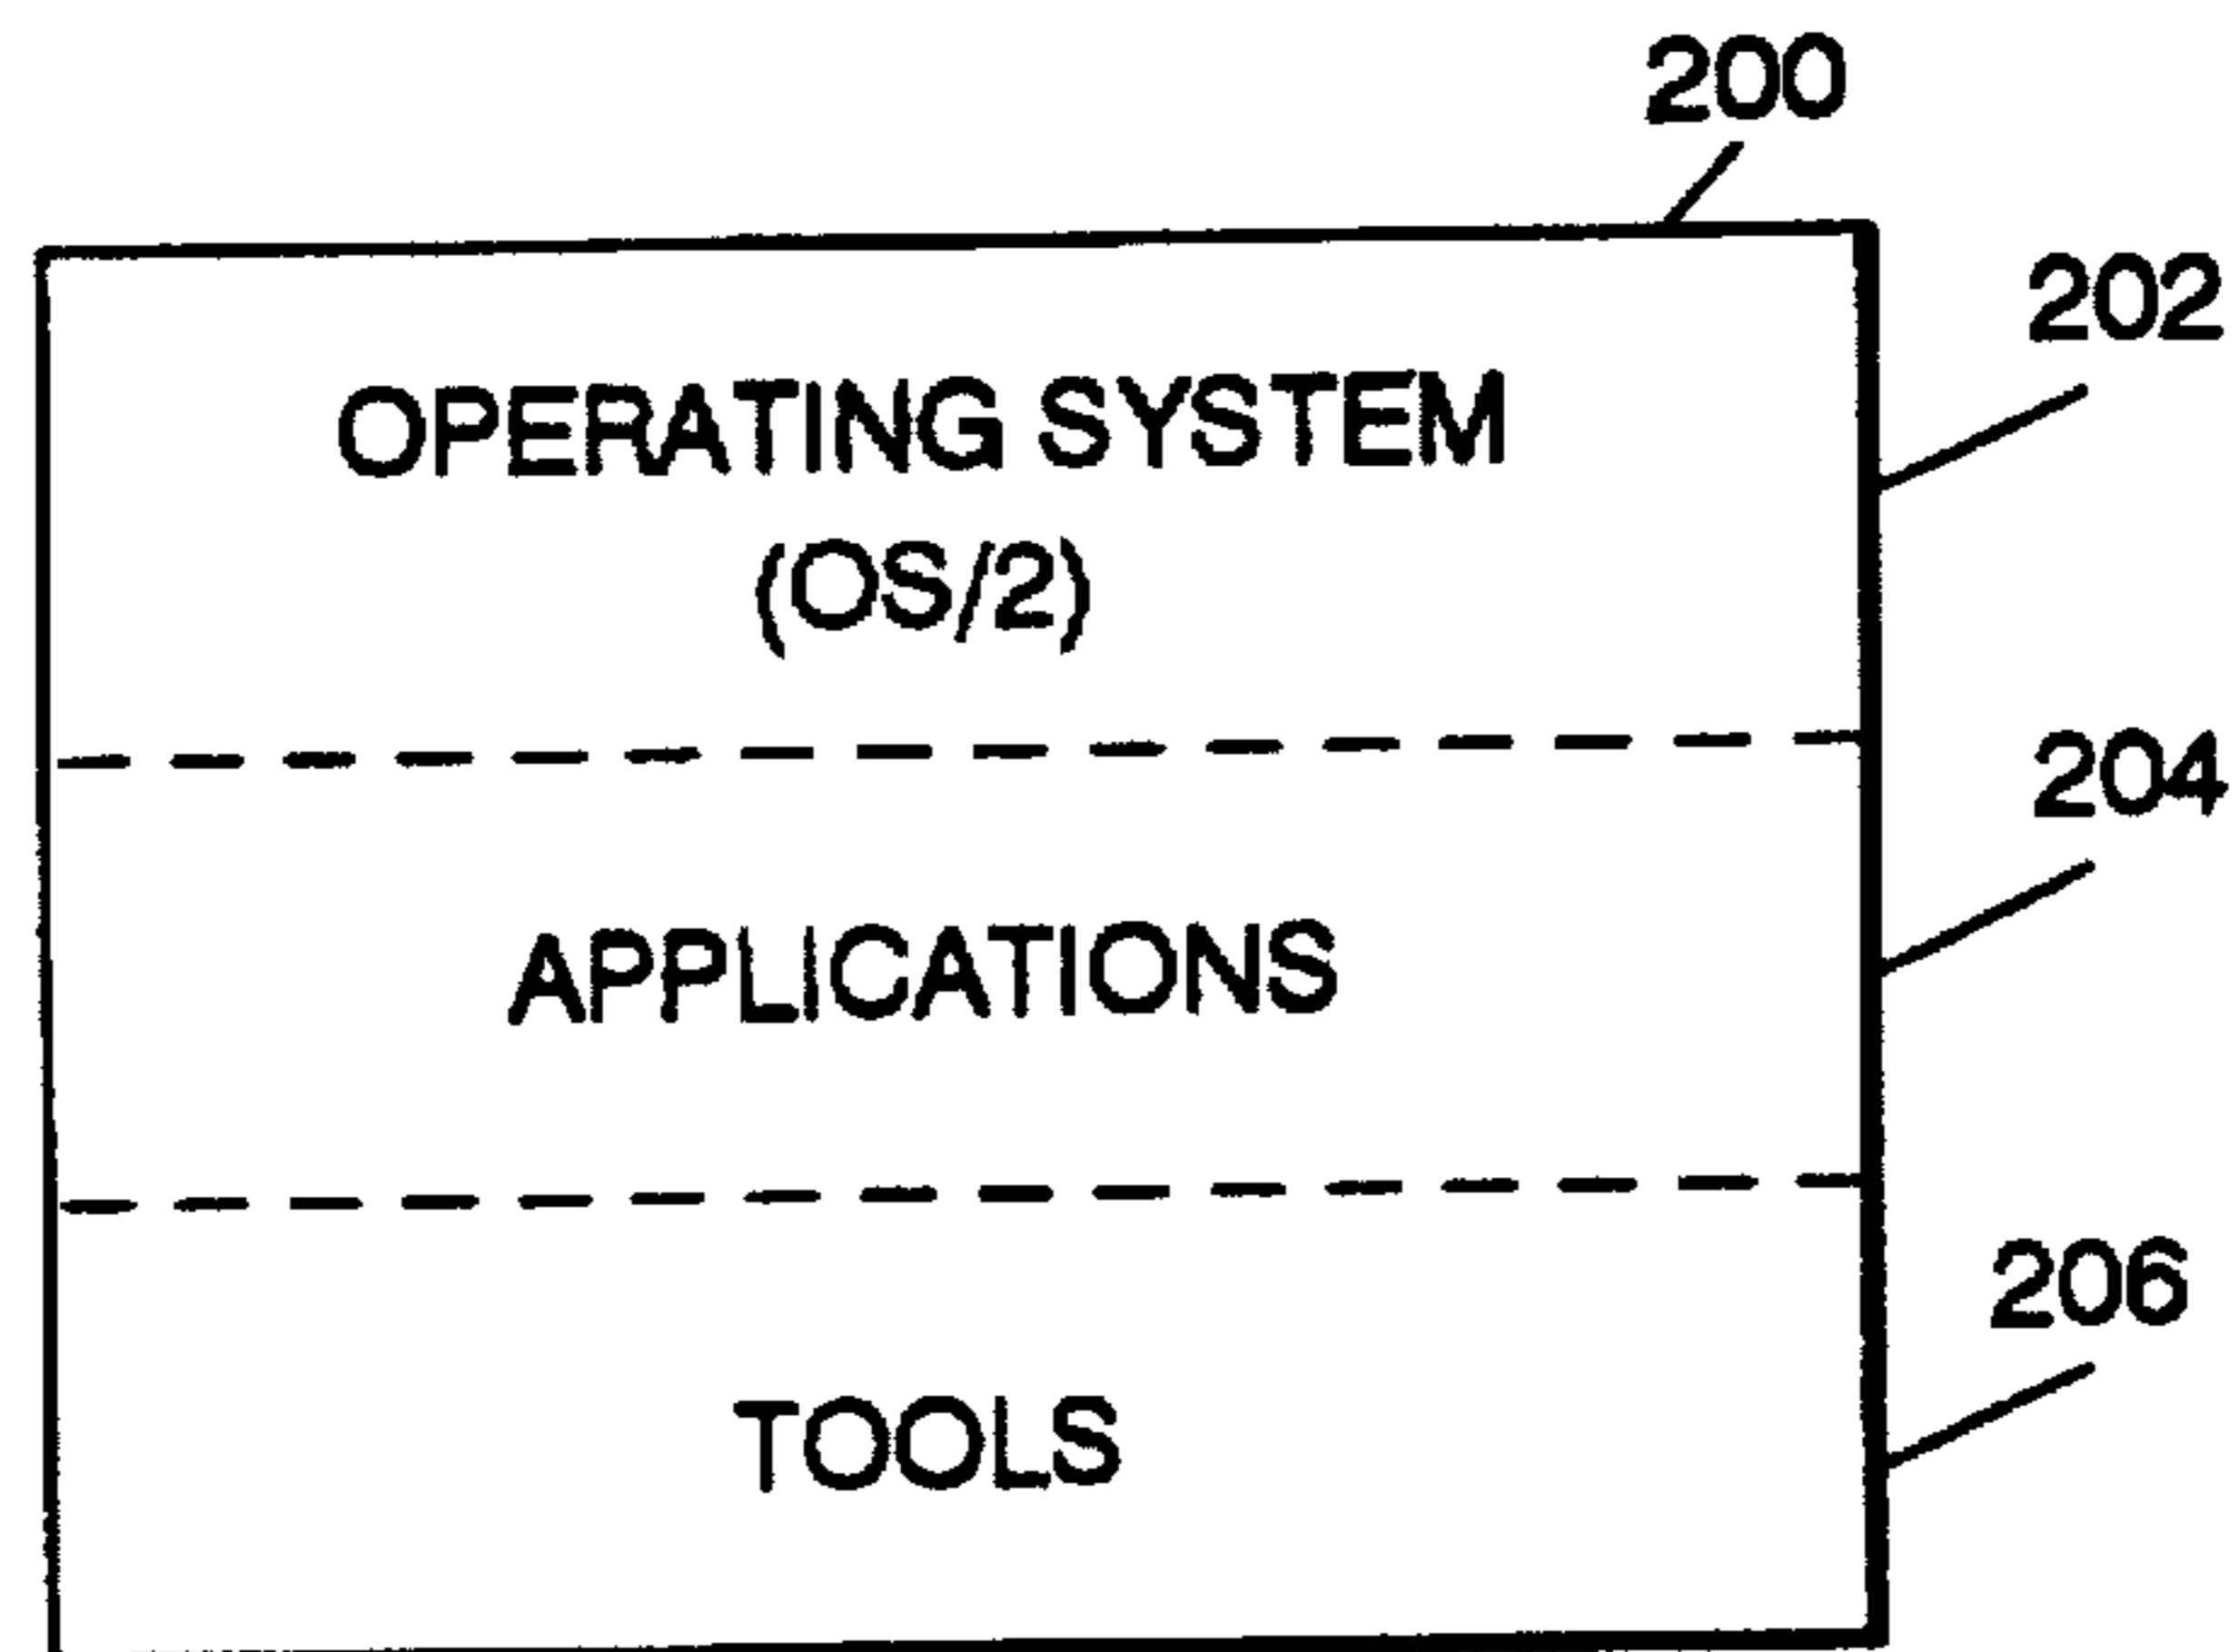 200
202
OPERATING SYSTEM
(OS/2)
204
APPLICATIONS
206
TOOLS